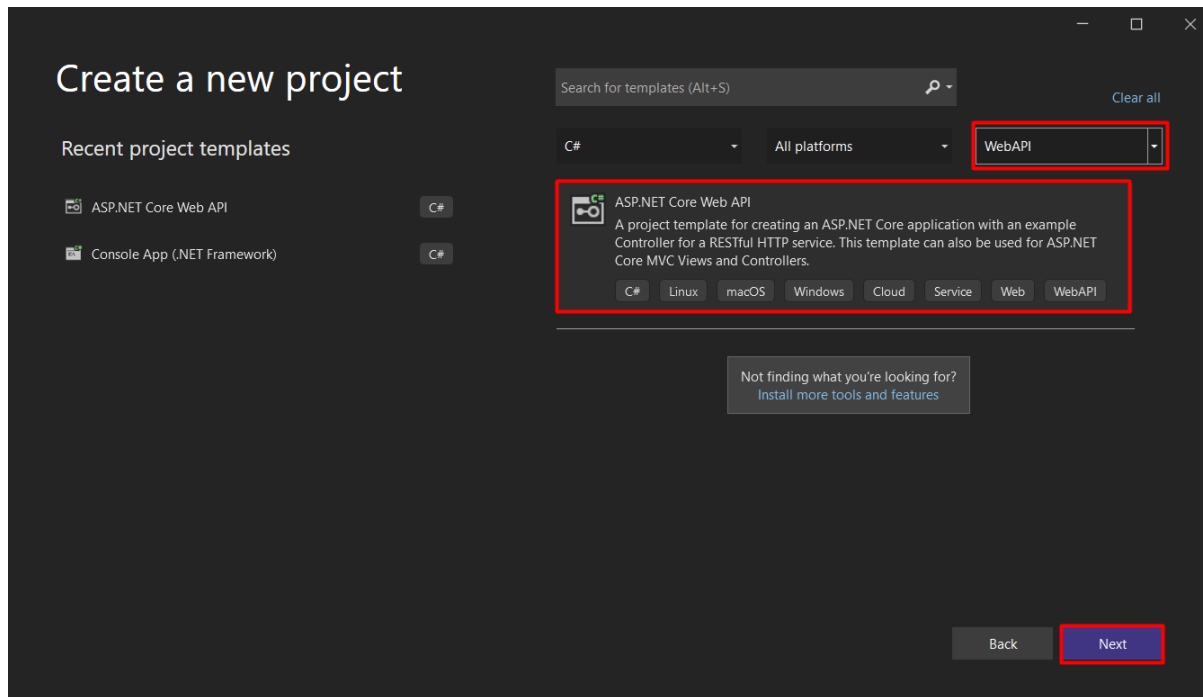 Create a new project
Recent project templates
ASP.NET Core Web API
C#
Console App (.NET Framework)
C#
Search for templates (Alt+S)
Clear all
C#
All platforms
WebAPI
ASP.NET Core Web API
A project template for creating an ASP.NET Core application with an example
Controller for a RESTful HTTP service. This template can also be used for ASP.NET
Core MVC Views and Controllers.
C# Linux macOS Windows Cloud Service Web WebAPI
Not finding what you're looking for?
Install more tools and features
Back
Next